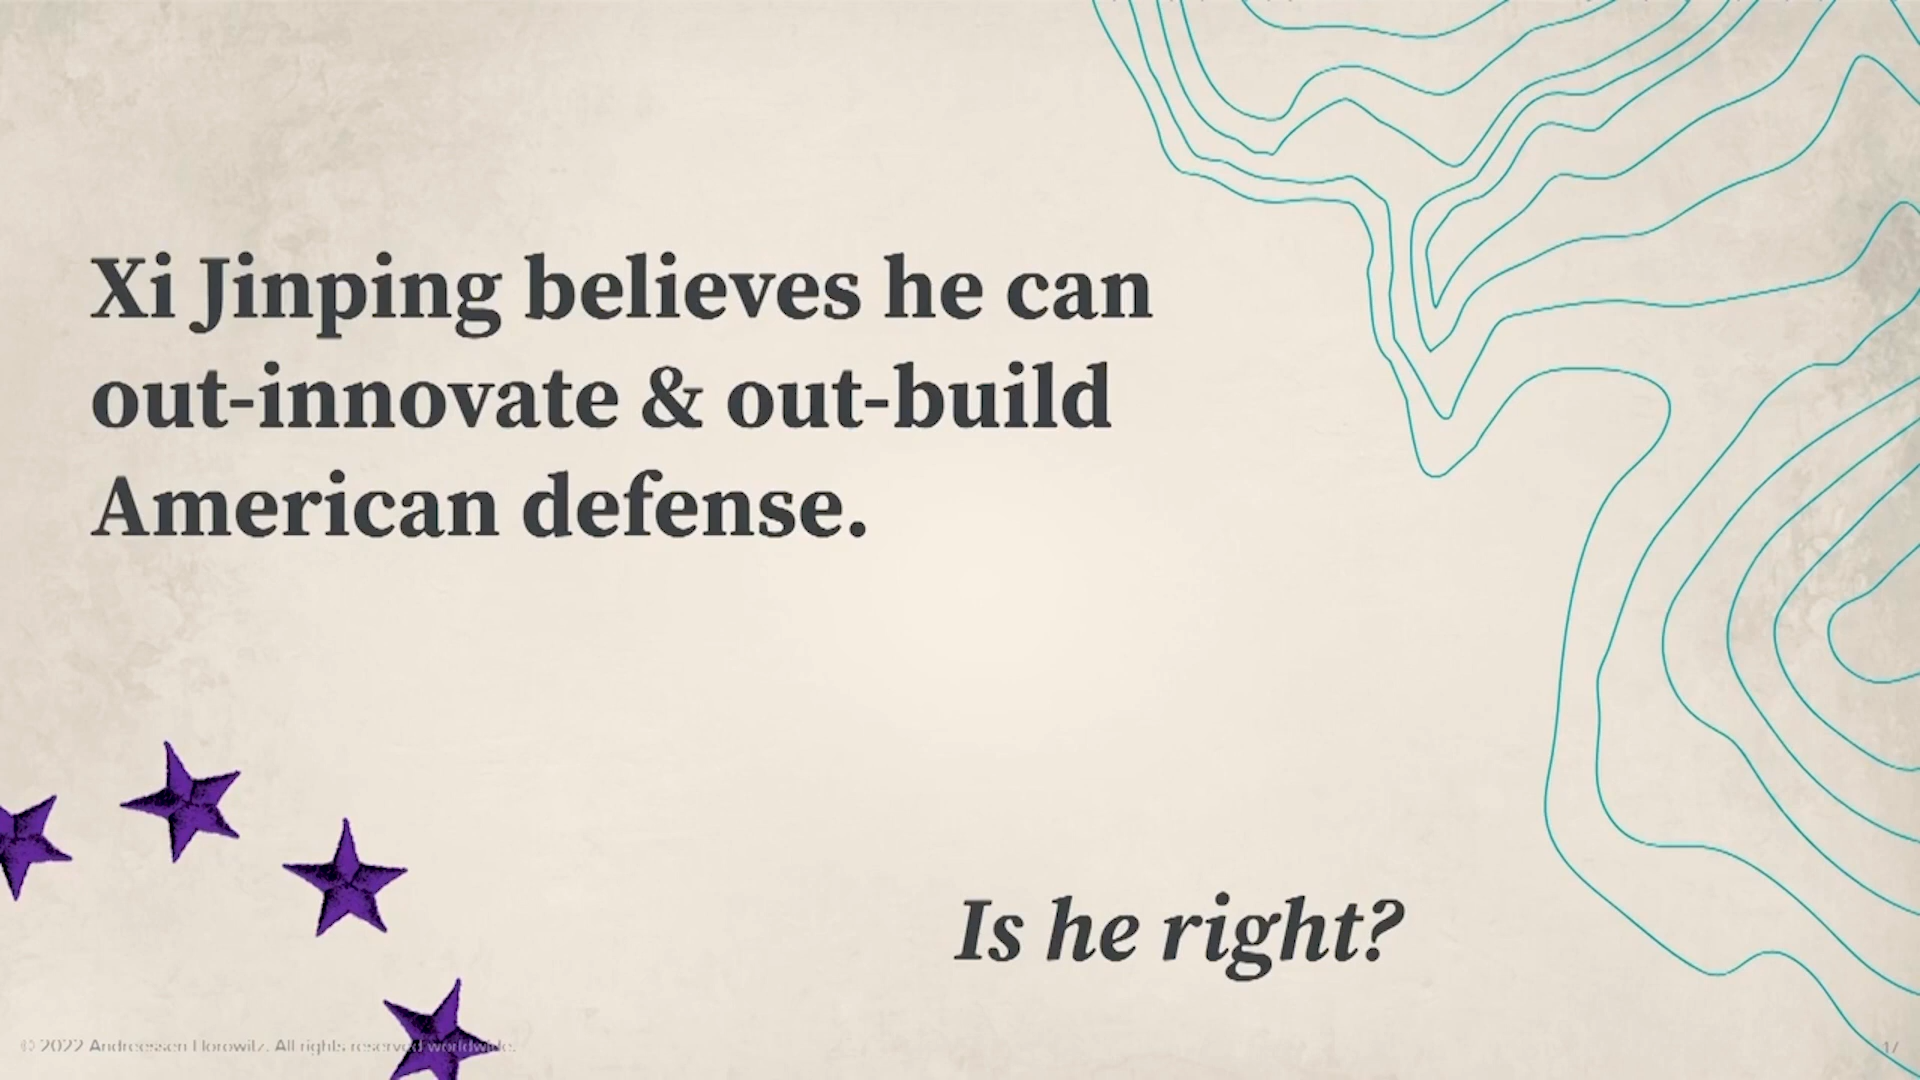 Xi Jinping believes he can
out-innovate & out-build
American defense.
Is he right?
© 2022 Andreessen Horowitz. All rights reserved worldwide.